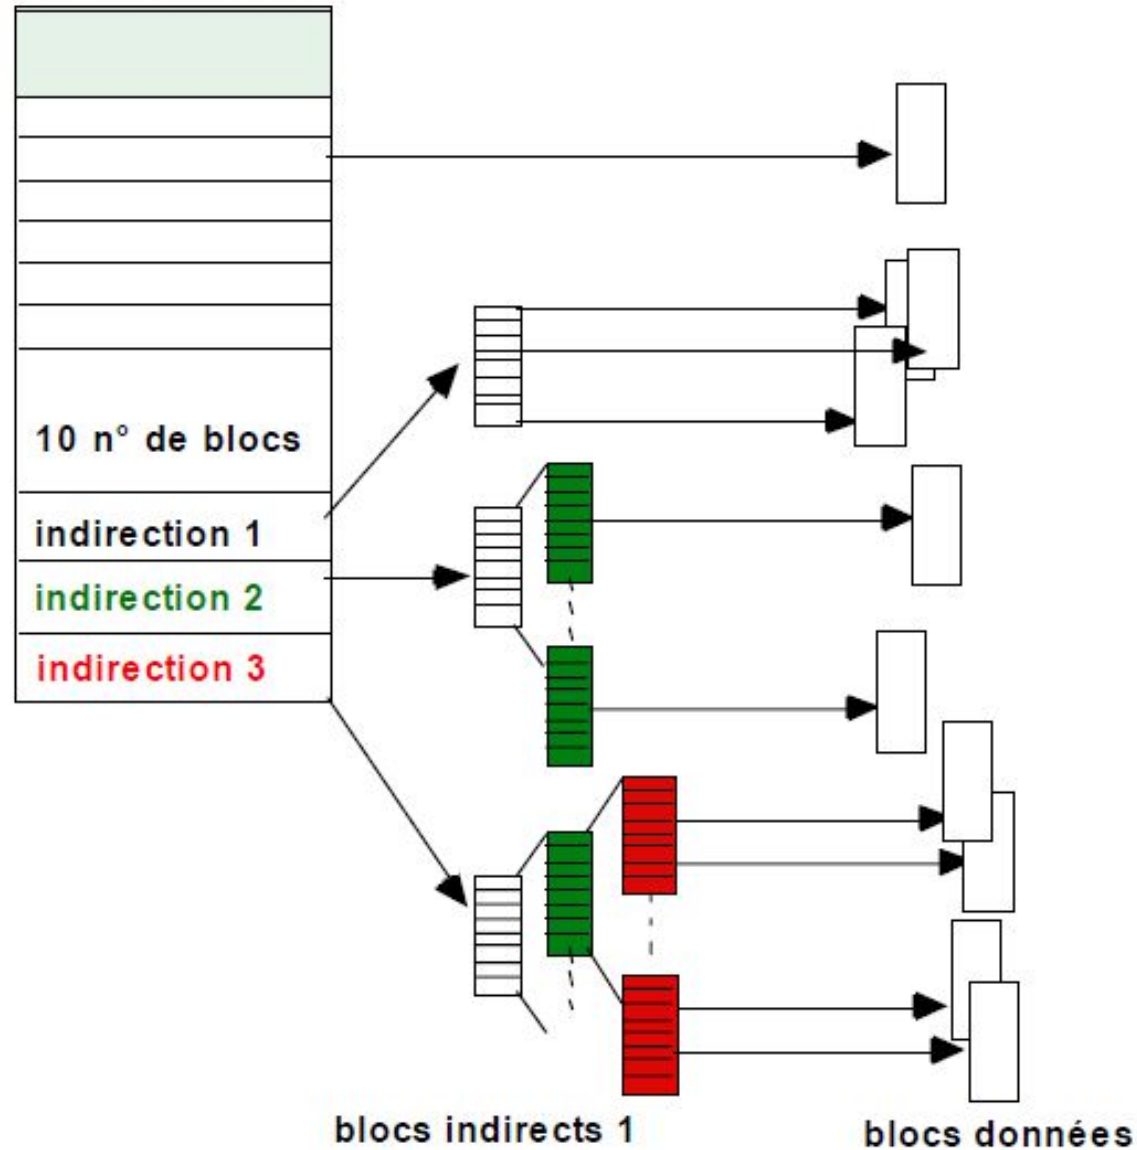 10 n° de blocs
indirection 1
indirection 2
indirection 3
blocs indirects 1
blocs données